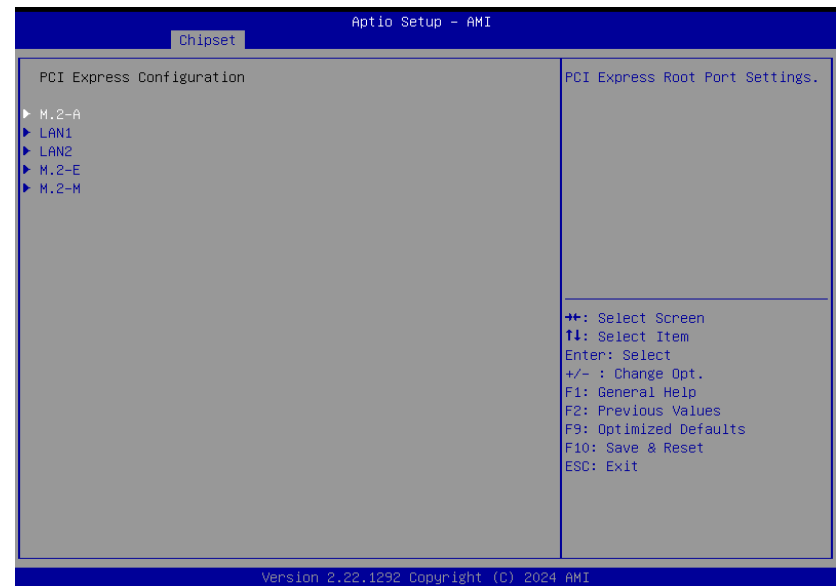 Aptio Setup – AMI
Chipset
PCI Express Configuration
▶ M.2-A
▶ LAN1
▶ LAN2
▶ M.2-E
▶ M.2-M
PCI Express Root Port Settings.
→←: Select Screen
↑↓: Select Item
Enter: Select
+/- : Change Opt.
F1: General Help
F2: Previous Values
F9: Optimized Defaults
F10: Save & Reset
ESC: Exit
Version 2.22.1292 Copyright (C) 2024 AMI